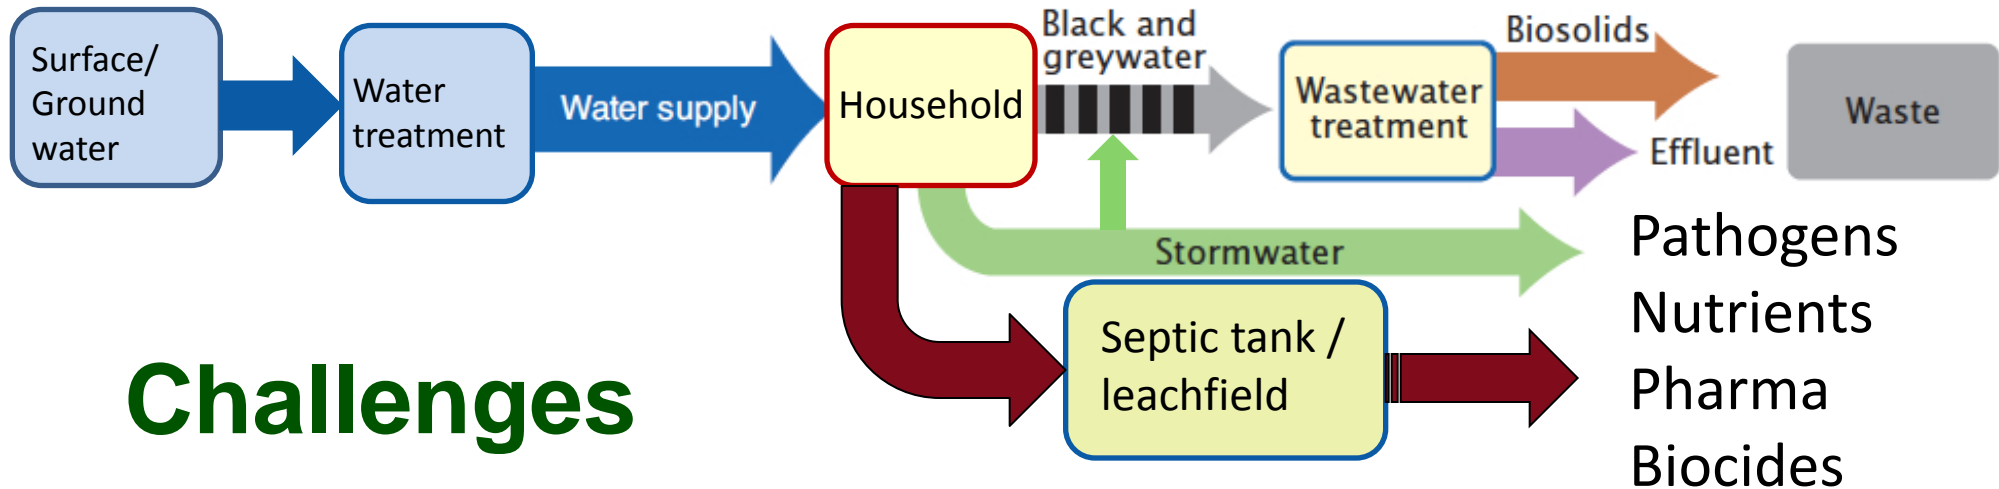 Surface/
Ground
water
Water
treatment
Water supply
Household
Black and
greywater
Wastewater
treatment
Biosolids
Effluent
Waste
Stormwater
Septic tank /
leachfield
Pathogens
Nutrients
Pharma
Biocides
Challenges